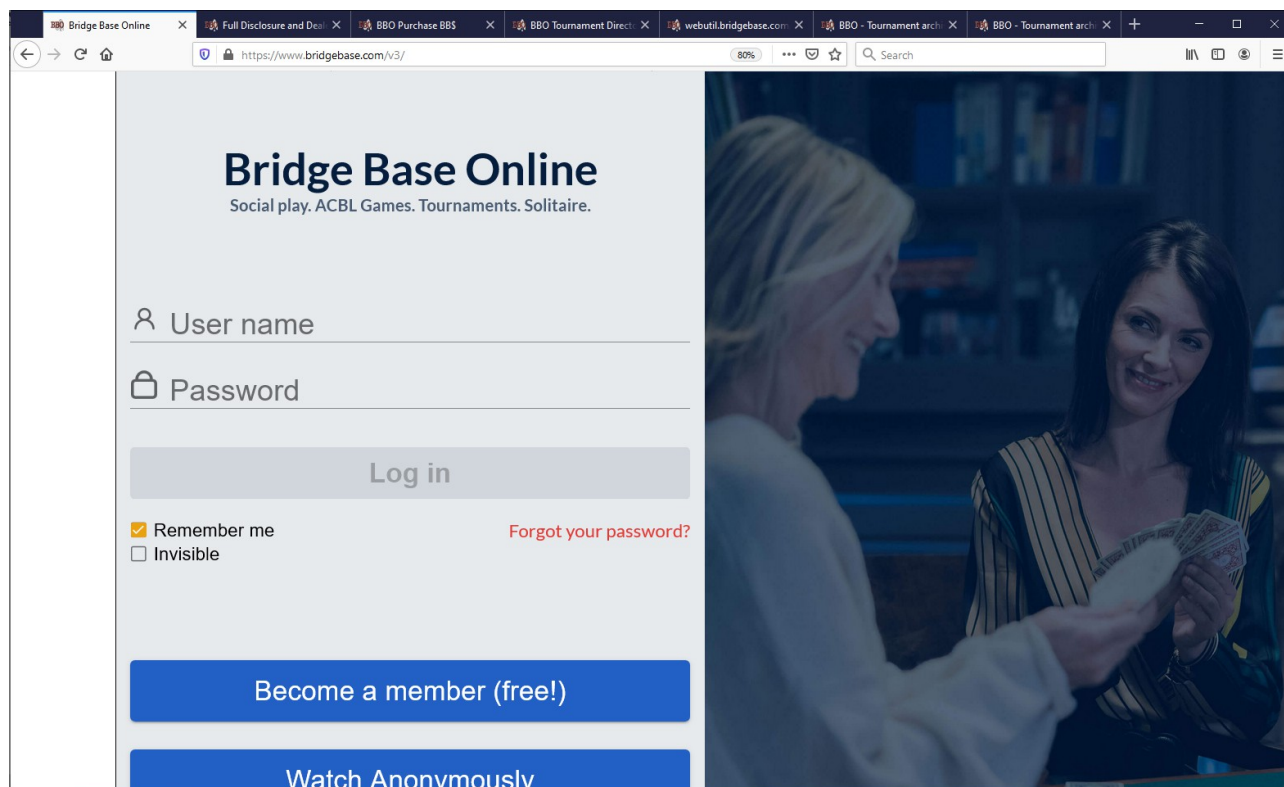 Bridge Base Online
Full Disclosure and Deal
BBO Purchase BB$
BBO Tournament Direct
webutil.bridgebase.com
BBO - Tournament archi
BBO - Tournament archi
https://www.bridgebase.com/v3/
80%
Search
Bridge Base Online
Social play. ACBL Games. Tournaments. Solitaire.
User name
Password
Log in
Remember me
Forgot your password?
Invisible
Become a member (free!)
Watch Anonymously